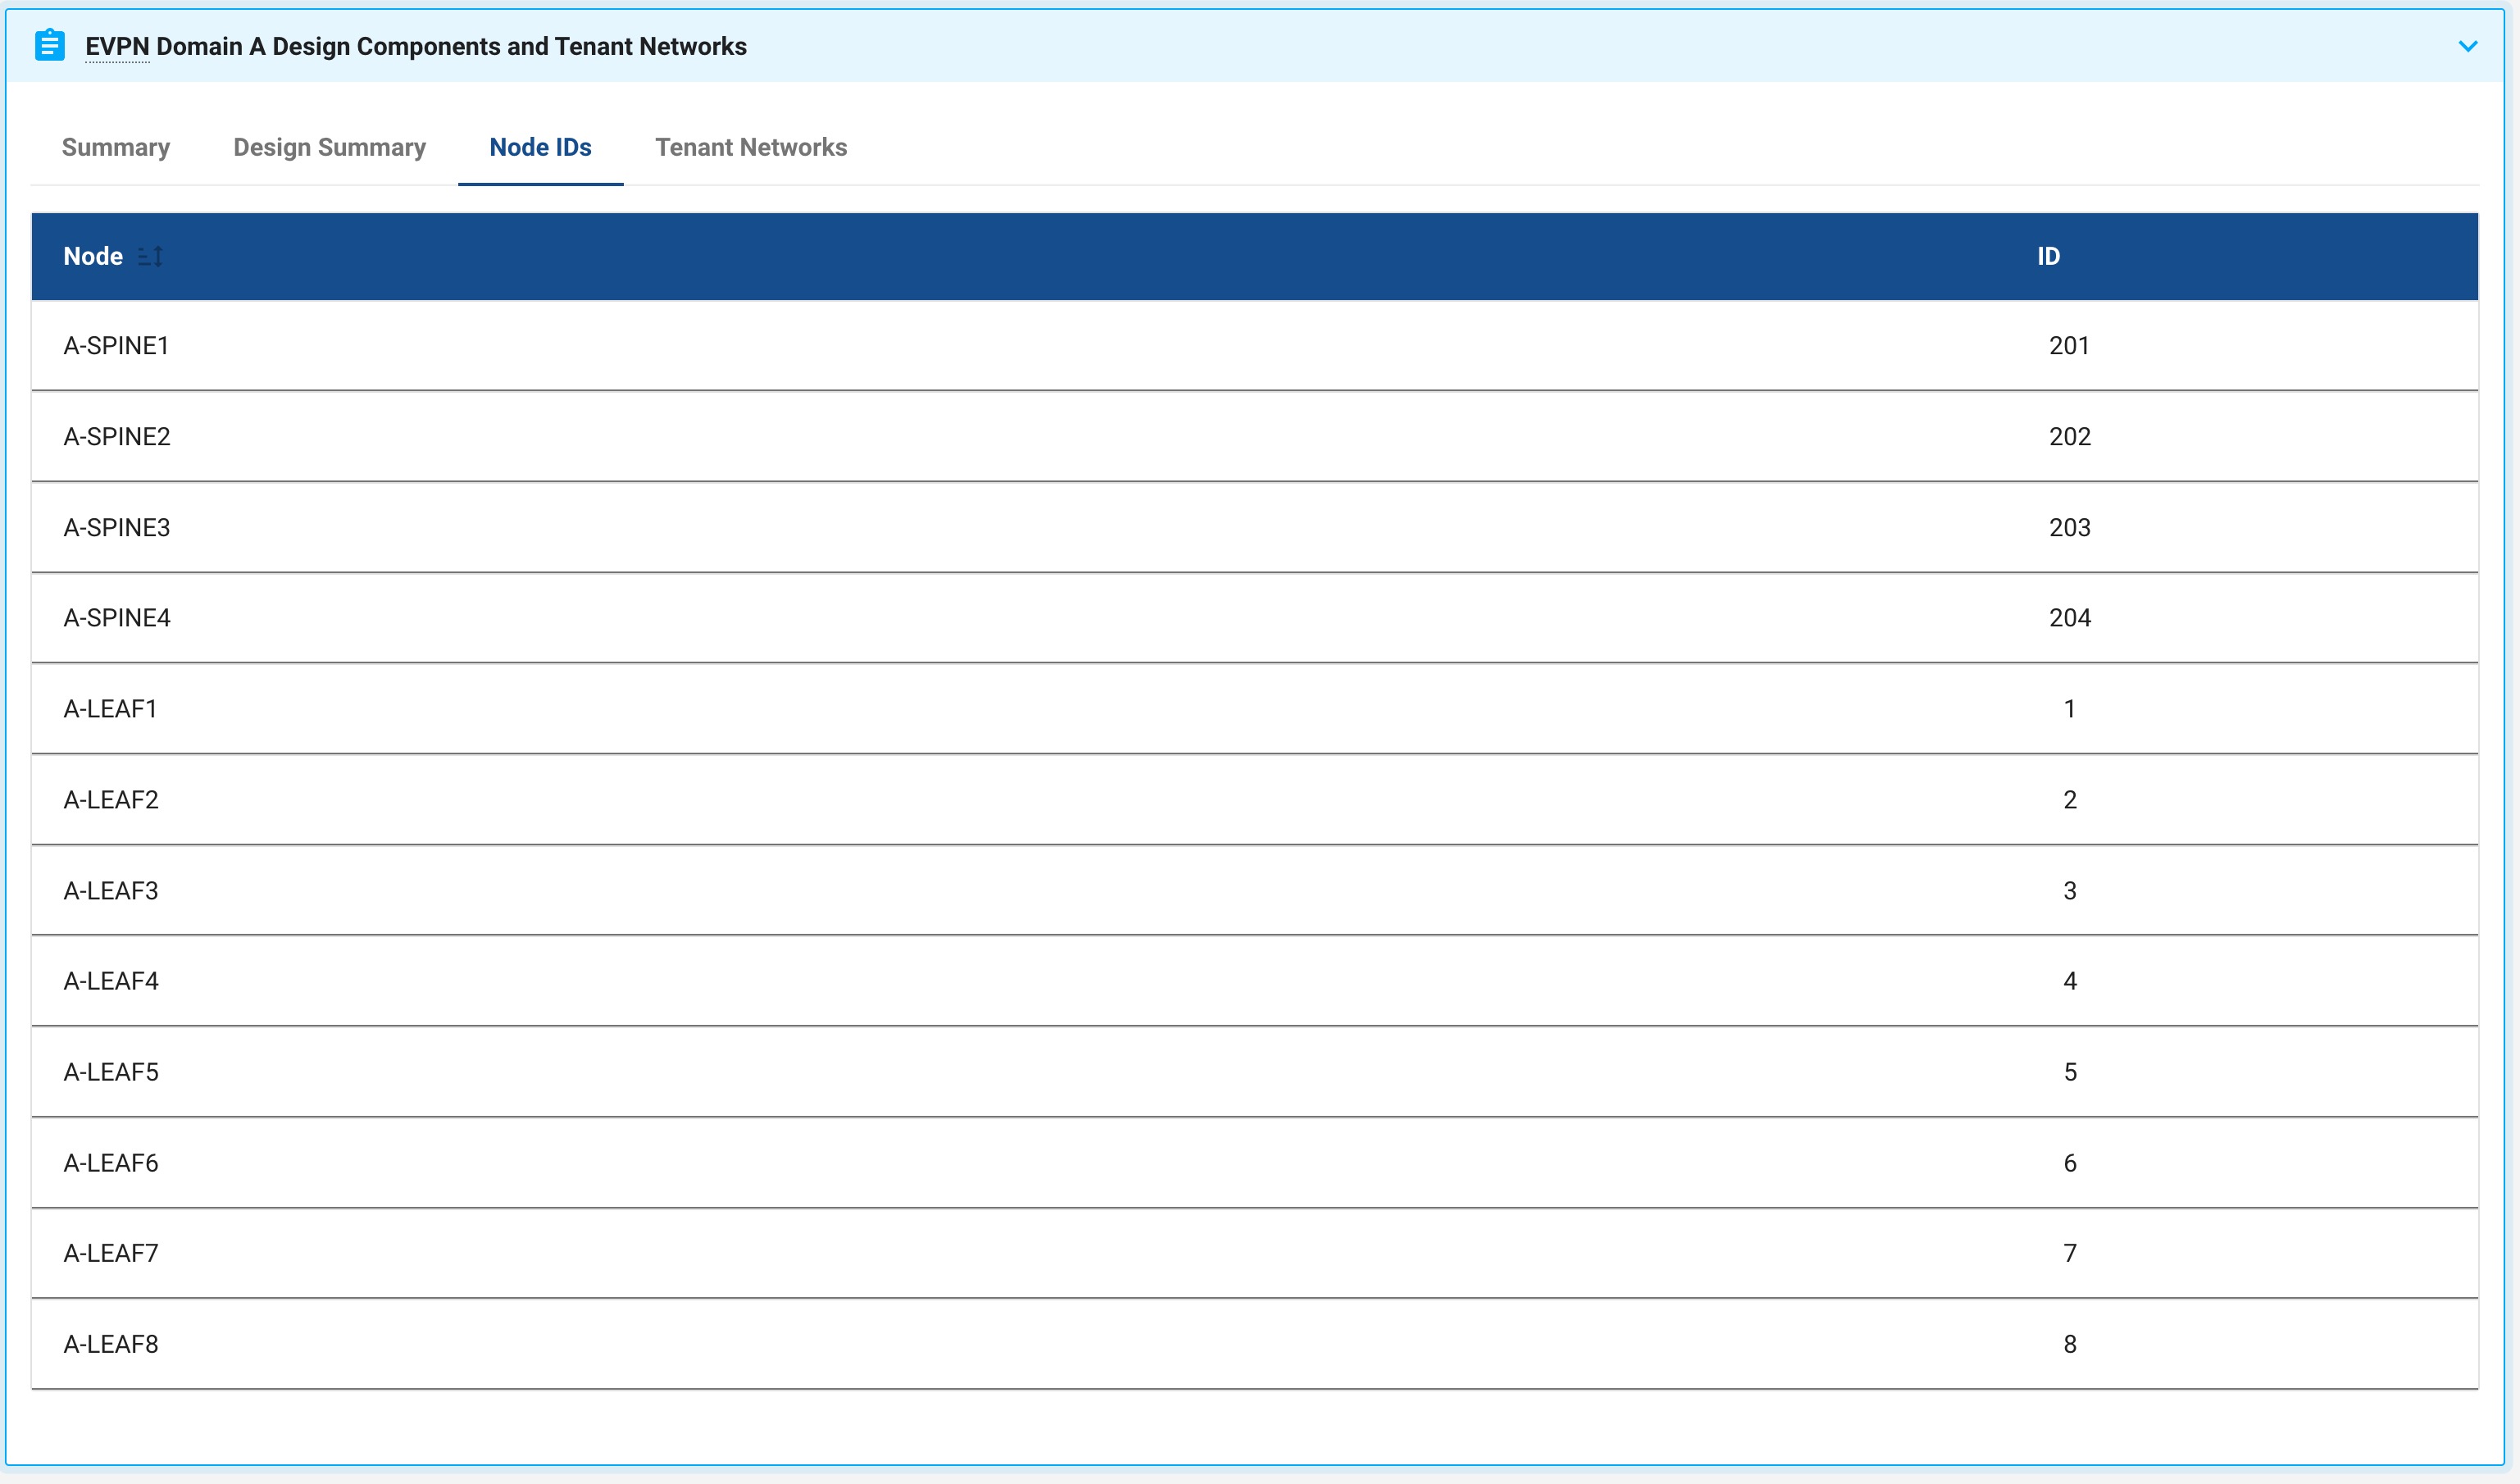 EVPN Domain A Design Components and Tenant Networks
Summary Design Summary Node IDs Tenant Networks
Node ID
A-SPINE1 201
A-SPINE2 202
A-SPINE3 203
A-SPINE4 204
A-LEAF1 1
A-LEAF2 2
A-LEAF3 3
A-LEAF4 4
A-LEAF5 5
A-LEAF6 6
A-LEAF7 7
A-LEAF8 8